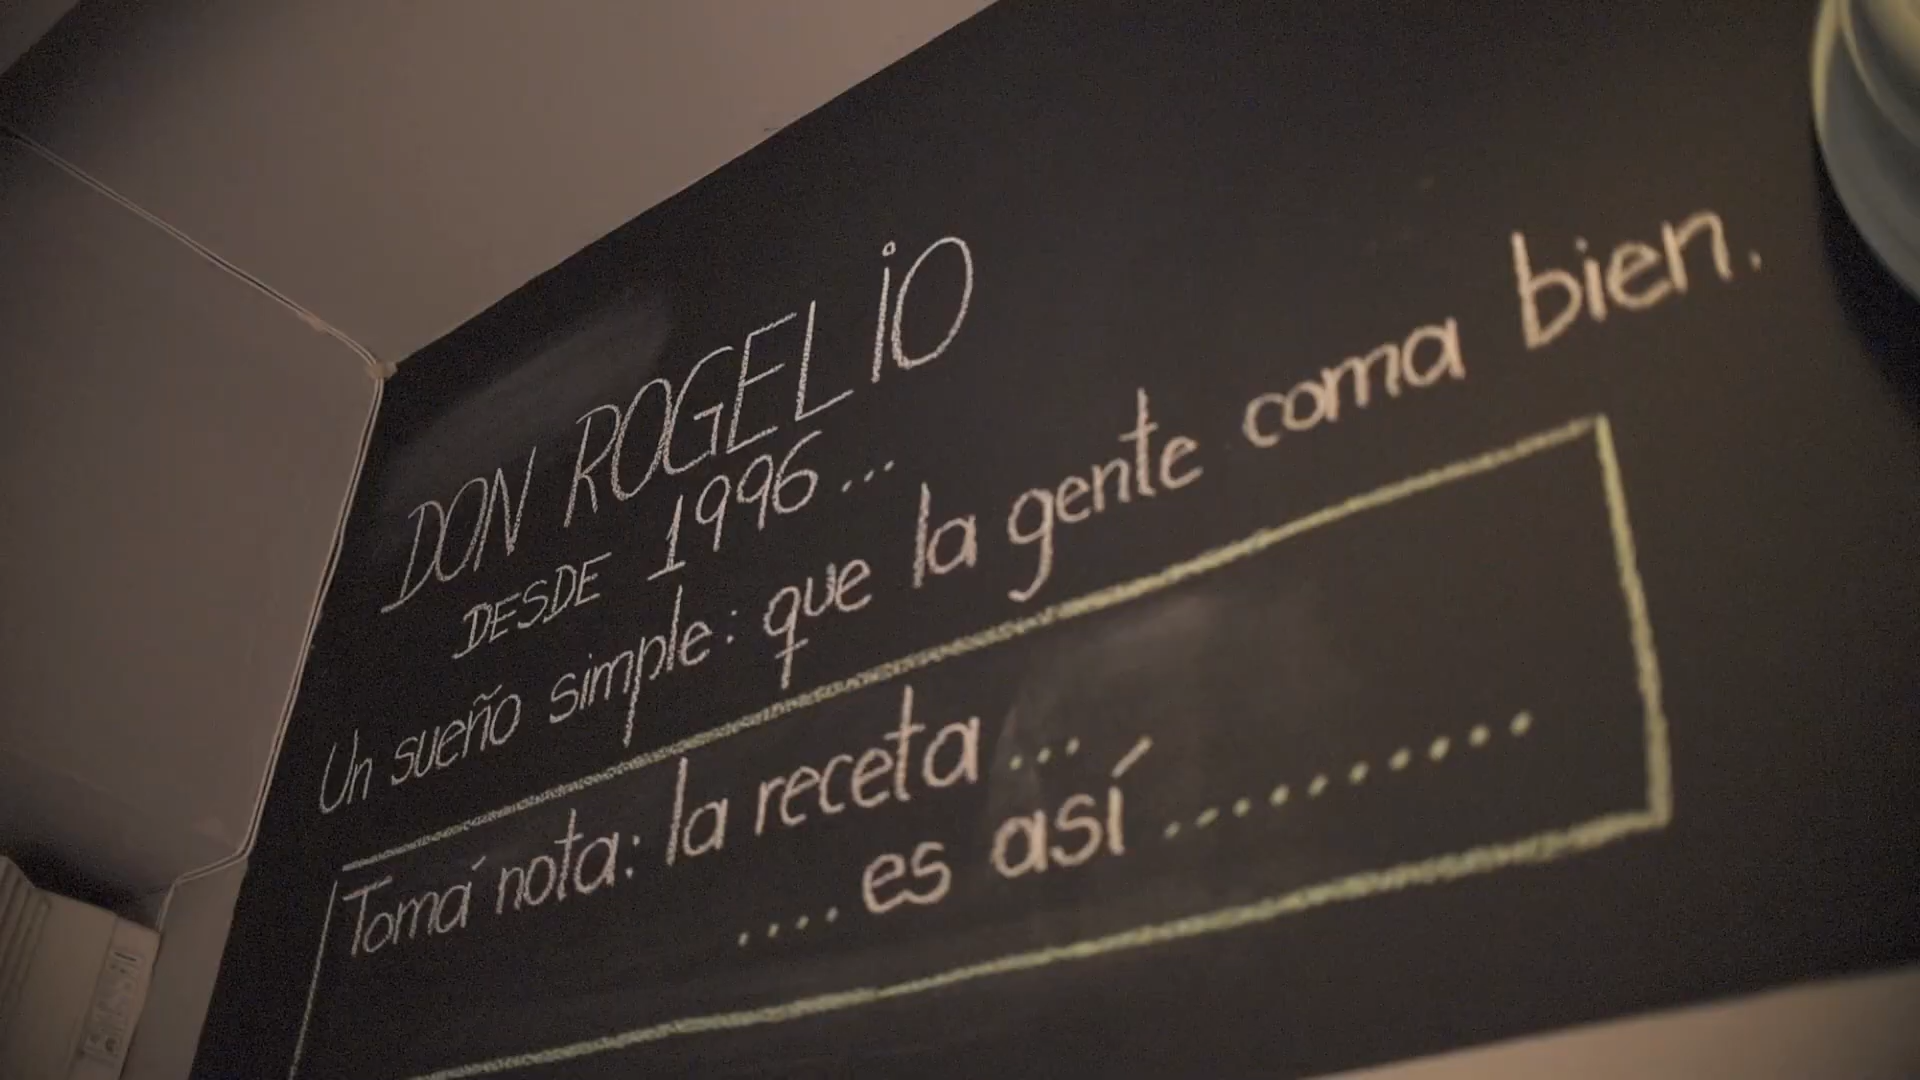 DON ROGELiO
DESDE 1996...
Un sueño simple: que la gente coma bien.
Tomá nota: la receta...
....es así..........